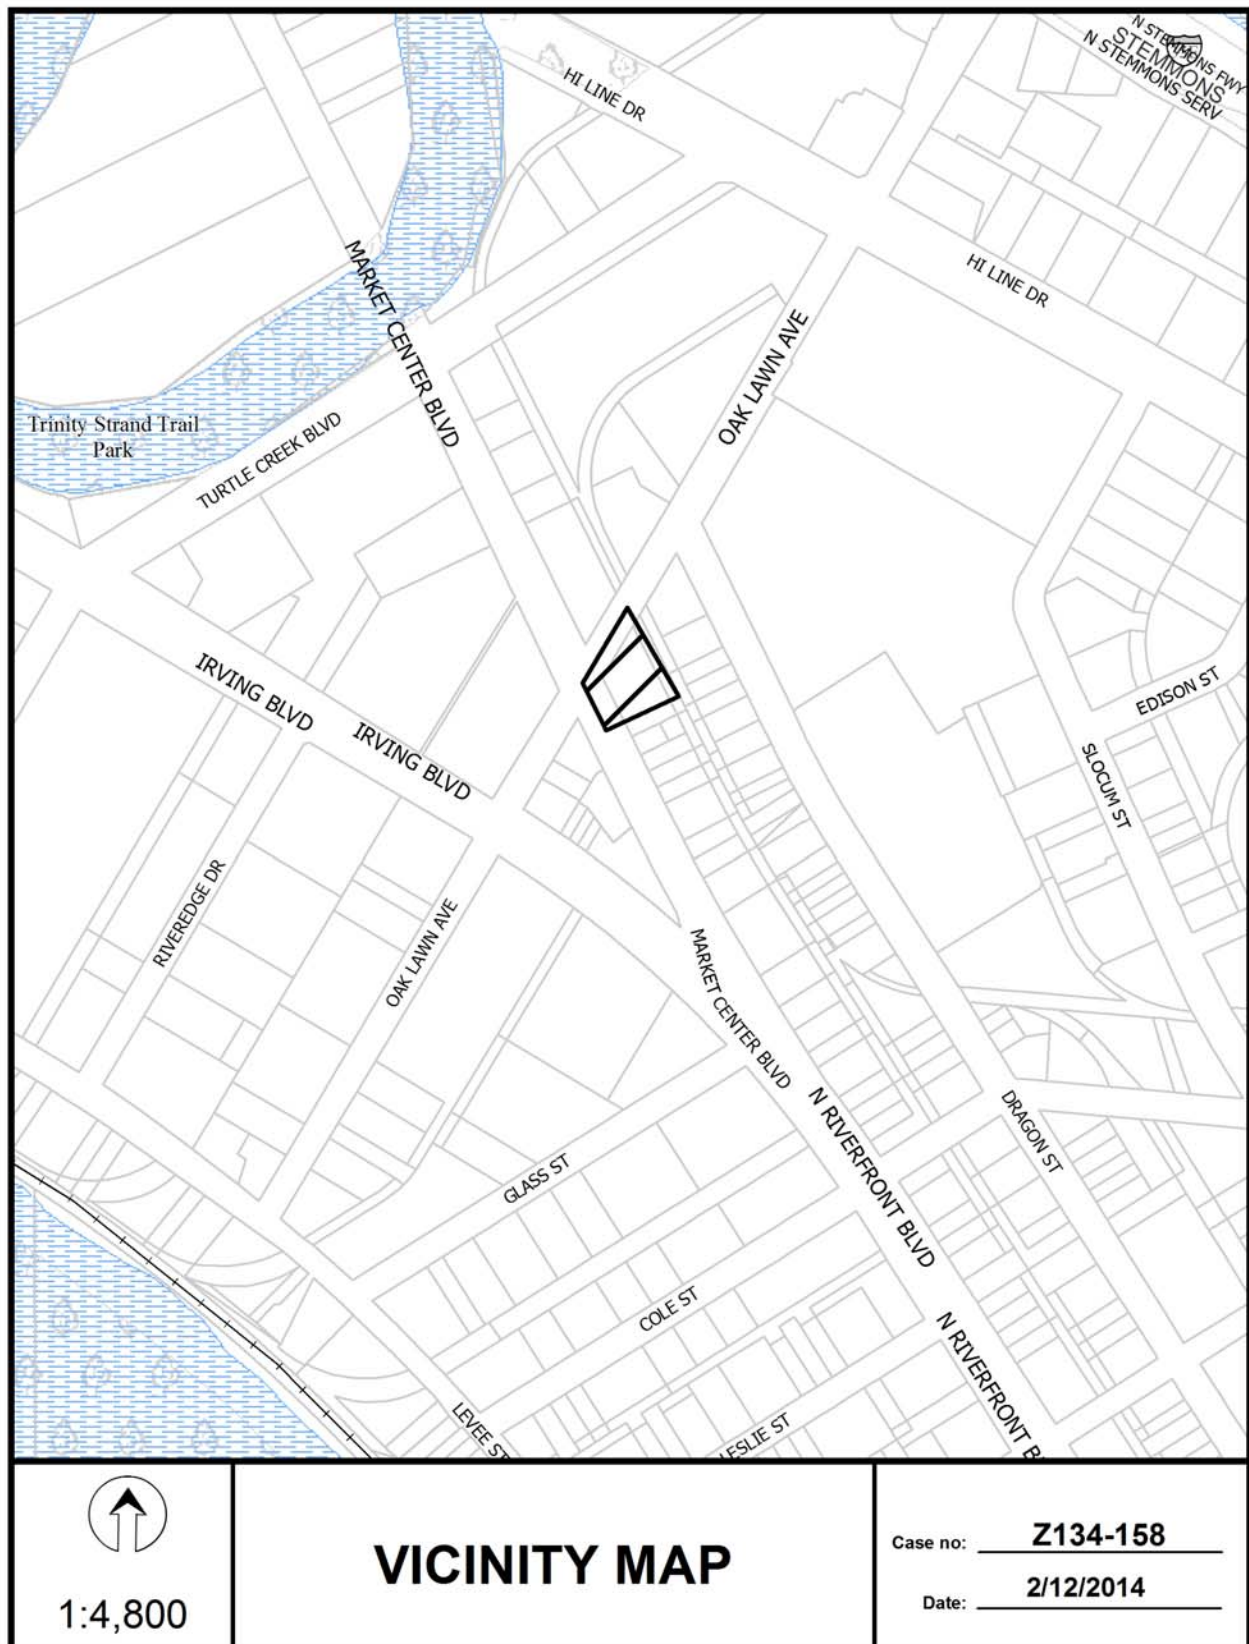 N STEMMONS FWY
STEMMONS
N STEMMONS SERV
HI LINE DR
HI LINE DR
MARKET CENTER BLVD
OAK LAWN AVE
Trinity Strand Trail
Park
TURTLE CREEK BLVD
IRVING BLVD
IRVING BLVD
EDISON ST
SLOCUM ST
RIVEREDGE DR
OAK LAWN AVE
MARKET CENTER BLVD
N RIVERFRONT BLVD
DRAGON ST
GLASS ST
COLE ST
N RIVERFRONT B
LEVEE ST
LESLIE ST
1:4,800
VICINITY MAP
Case no: Z134-158
Date: 2/12/2014